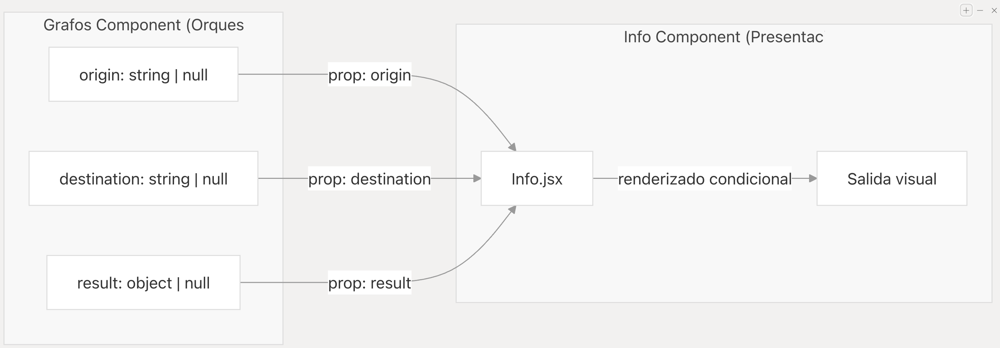 Grafos Component (Orques
Info Component (Presentac
origin: string | null
prop: origin
destination: string | null
prop: destination
Info.jsx
renderizado condicional
Salida visual
result: object | null
prop: result